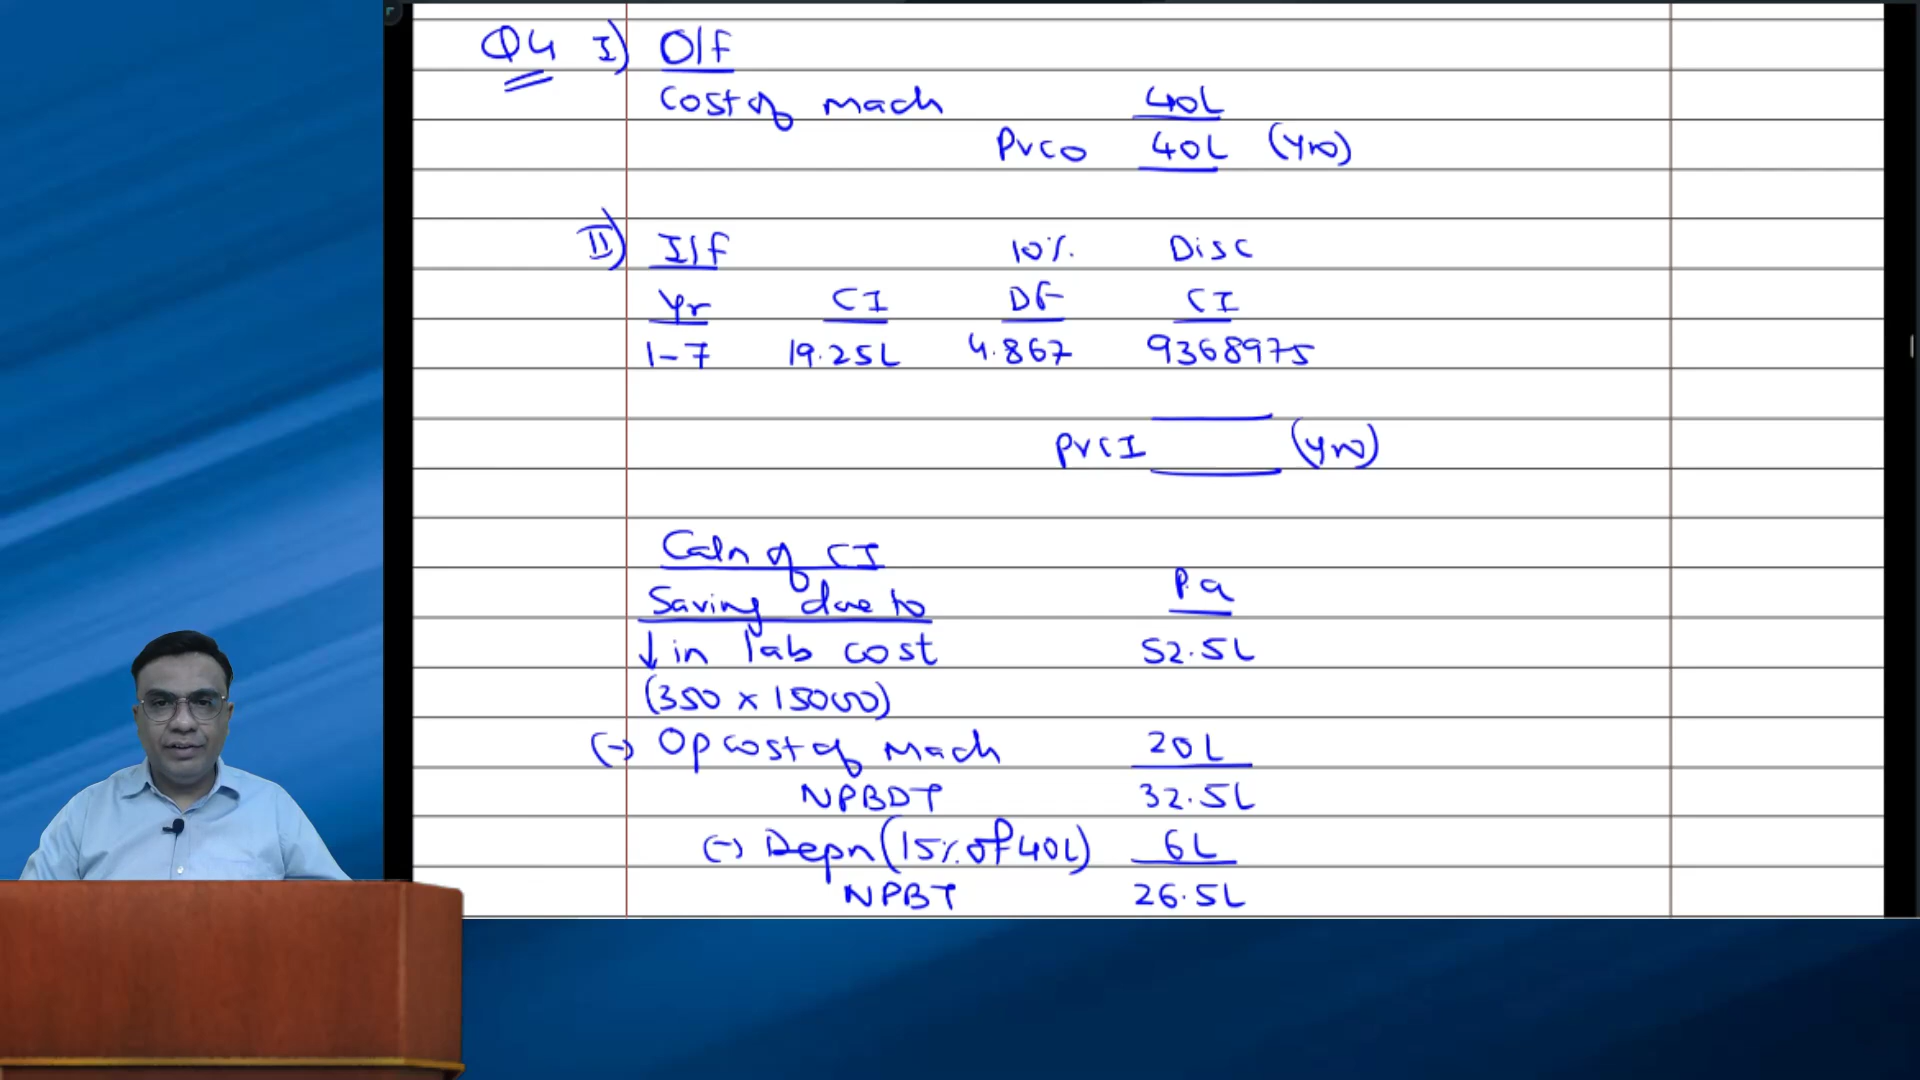 Q4 I) O/f
Cost of mach 40L
PVCO 40L (Yr0)
II) I/f 10% Disc
Yr CI DF CI
1-7 19.25L 4.867 9368975
PVCI (Yr0)
Caln of CI
P.a
Saving due to
↓ in lab cost 52.5L
(350 x 15000)
(-) Op cost of Mach 20L
NPBDT 32.5L
(-) Depn (15% of 40L) 6L
NPBT 26.5L